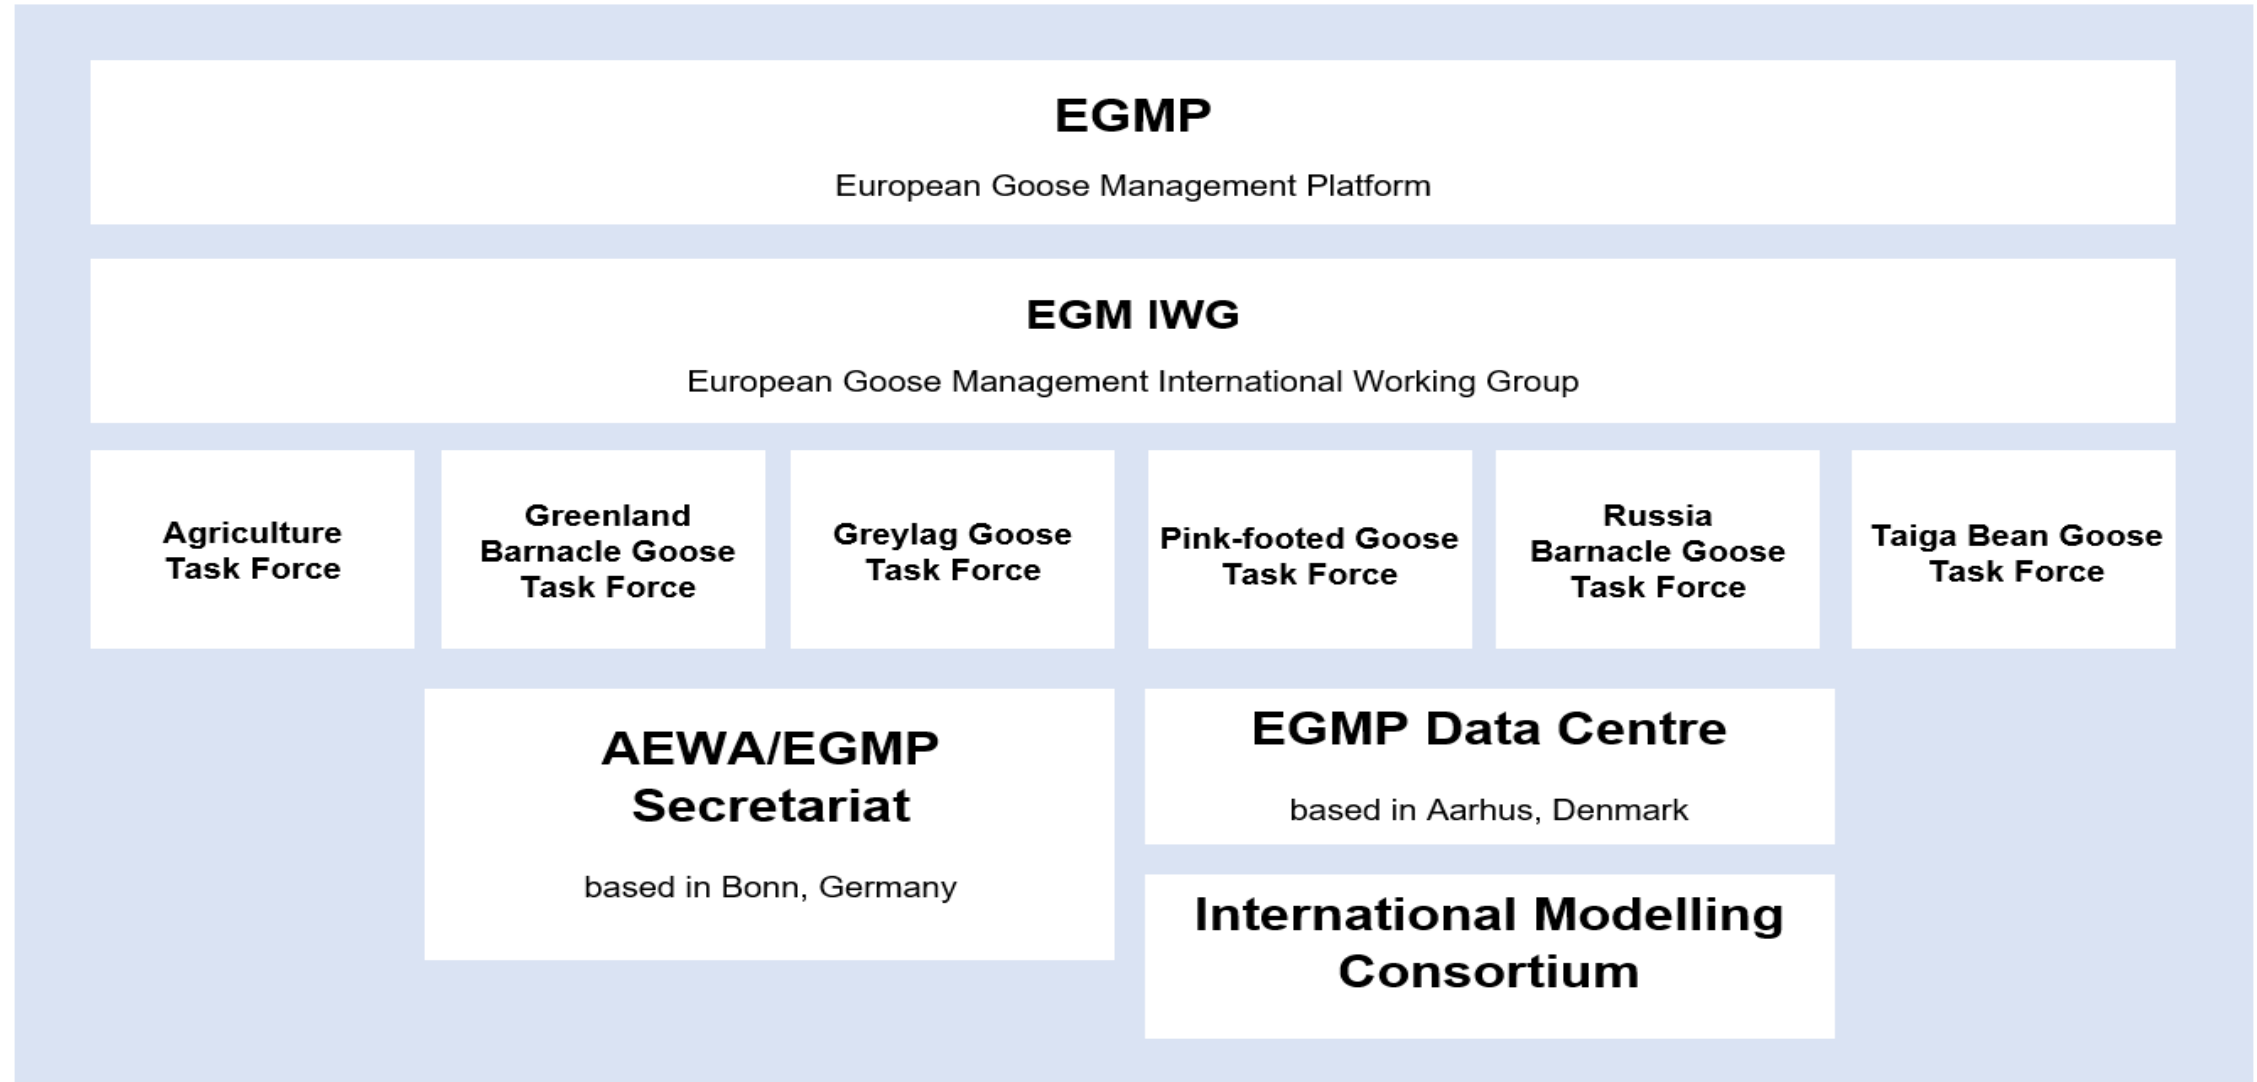 EGMP
European Goose Management Platform
EGM IWG
European Goose Management International Working Group
Agriculture
Task Force
Greenland
Barnacle Goose
Task Force
Greylag Goose
Task Force
Pink-footed Goose
Task Force
Russia
Barnacle Goose
Task Force
Taiga Bean Goose
Task Force
AEWA/EGMP
Secretariat
based in Bonn, Germany
EGMP Data Centre
based in Aarhus, Denmark
International Modelling
Consortium